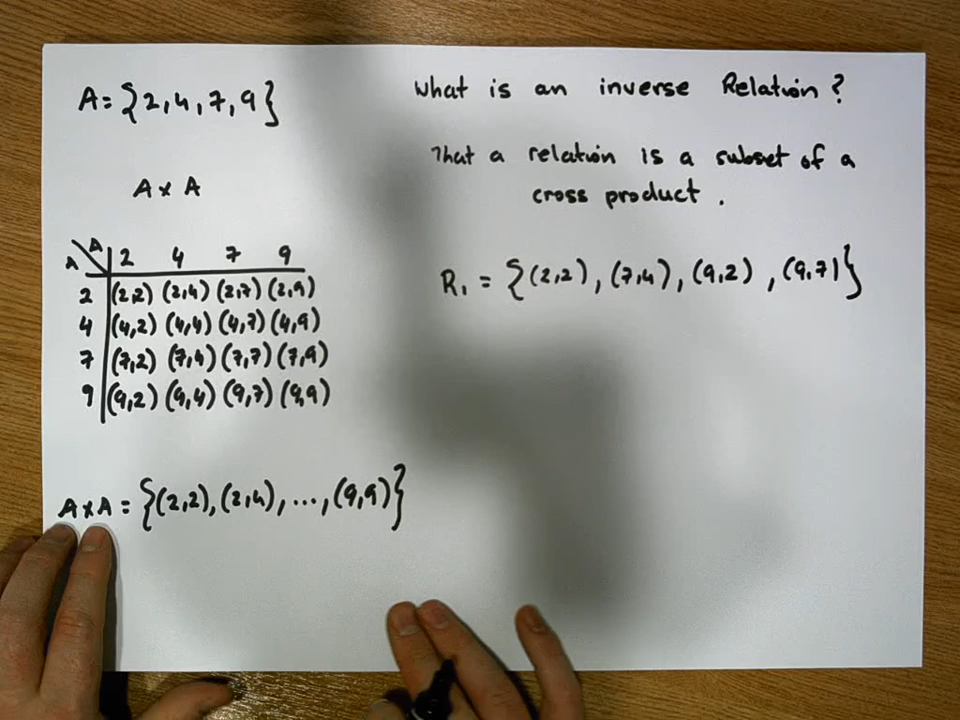 A = {2, 4, 7, 9}
A x A
A A 2 4 7 9
2 (2,2) (2,4) (2,7) (2,9)
4 (4,2) (4,4) (4,7) (4,9)
7 (7,2) (7,4) (7,7) (7,9)
9 (9,2) (9,4) (9,7) (9,9)
A x A = {(2,2), (2,4), ..., (9,9)}
What is an inverse Relation?
That a relation is a subset of a
cross product .
R₁ = {(2,2), (7,4), (9,2) , (9,7)}